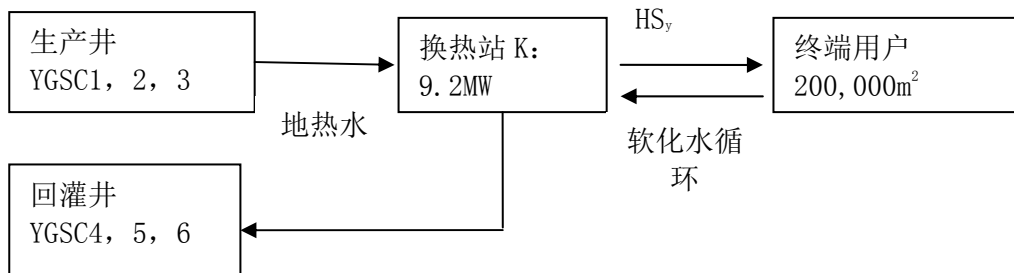 生产井
YGSC1，2，3
地热水
换热站 K：
9.2MW
HSy
软化水循
环
终端用户
200,000m²
回灌井
YGSC4，5，6